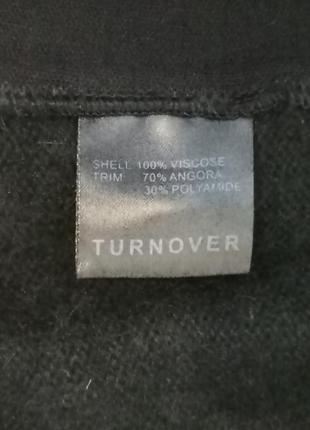 SHELL: 100% VISCOSE
TRIM: 70% ANGORA
30% POLYAMIDE
TURNOVER